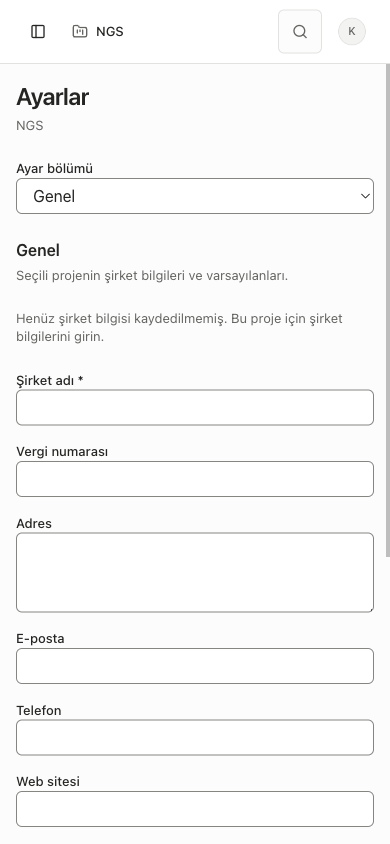 NGS
K
Ayarlar
NGS
Ayar bölümü
Genel
Genel
Seçili projenin şirket bilgileri ve varsayılanları.
Henüz şirket bilgisi kaydedilmemiş. Bu proje için şirket
bilgilerini girin.
Şirket adı *
Vergi numarası
Adres
E-posta
Telefon
Web sitesi